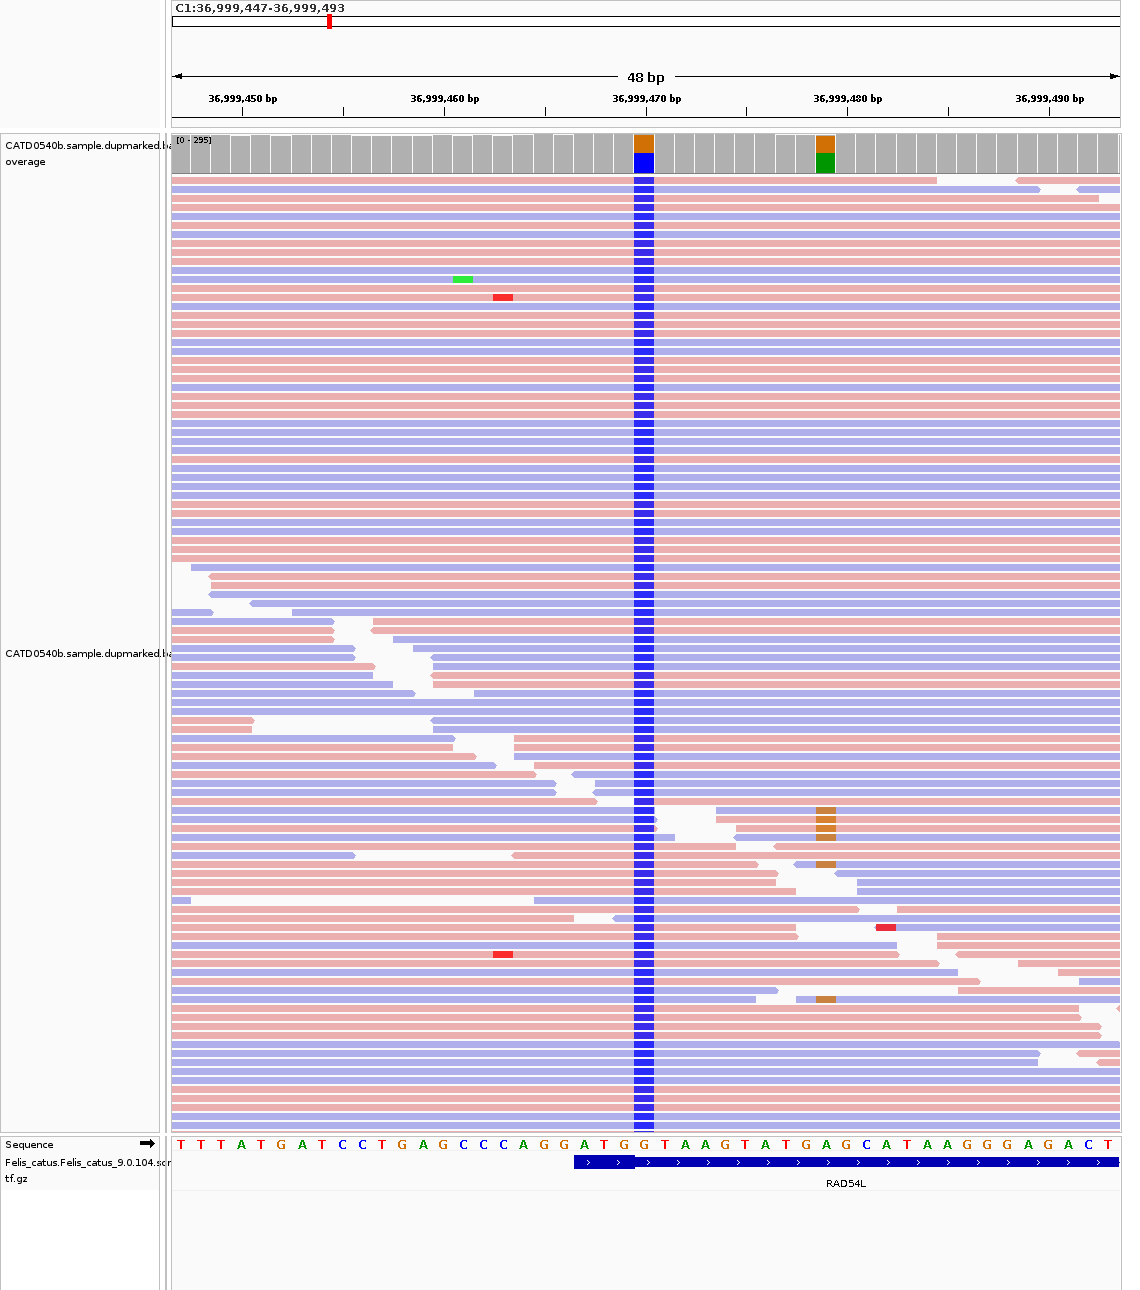 C1:36,999,447-36,999,493
48 bp
36,999,450 bp 36,999,460 bp 36,999,470 bp 36,999,480 bp 36,999,490 bp
CATD0540b.sample.dupmarked.ba
overage
[0 - 295]
CATD0540b.sample.dupmarked.ba
Sequence
T T T A T G A T C C T G A G C C C A G G A T G G T A A G T A T G A G C A T A A G G G A G A C T
Felis_catus.Felis_catus_9.0.104.sor
tf.gz
RAD54L